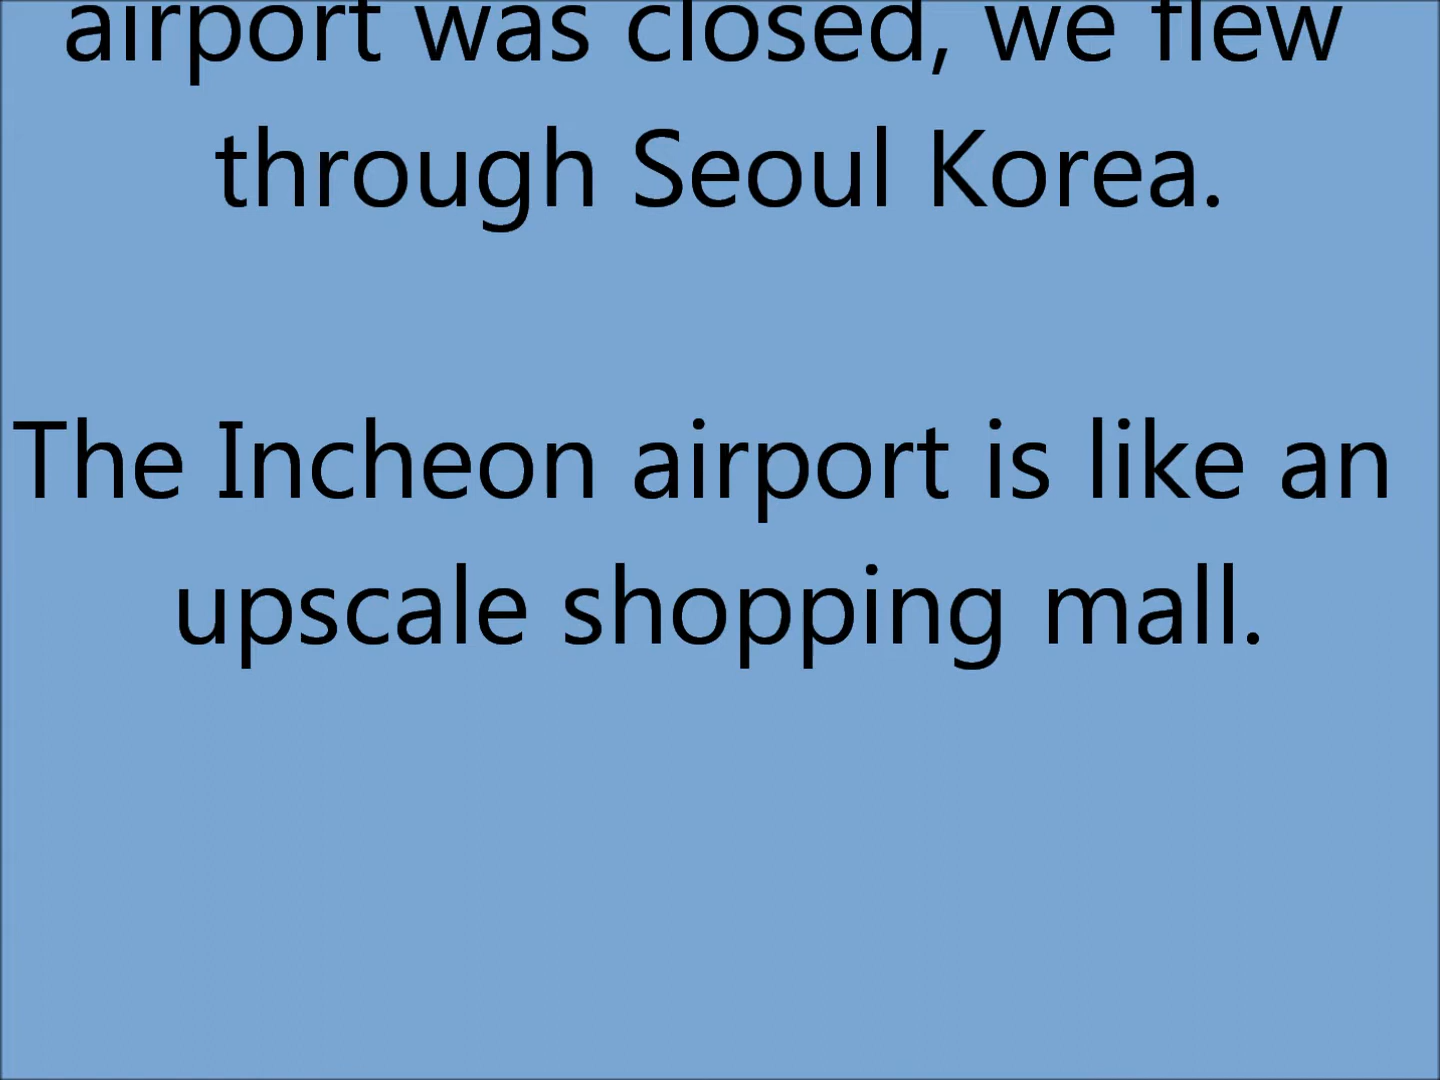 airport was closed, we flew
through Seoul Korea.
The Incheon airport is like an
upscale shopping mall.